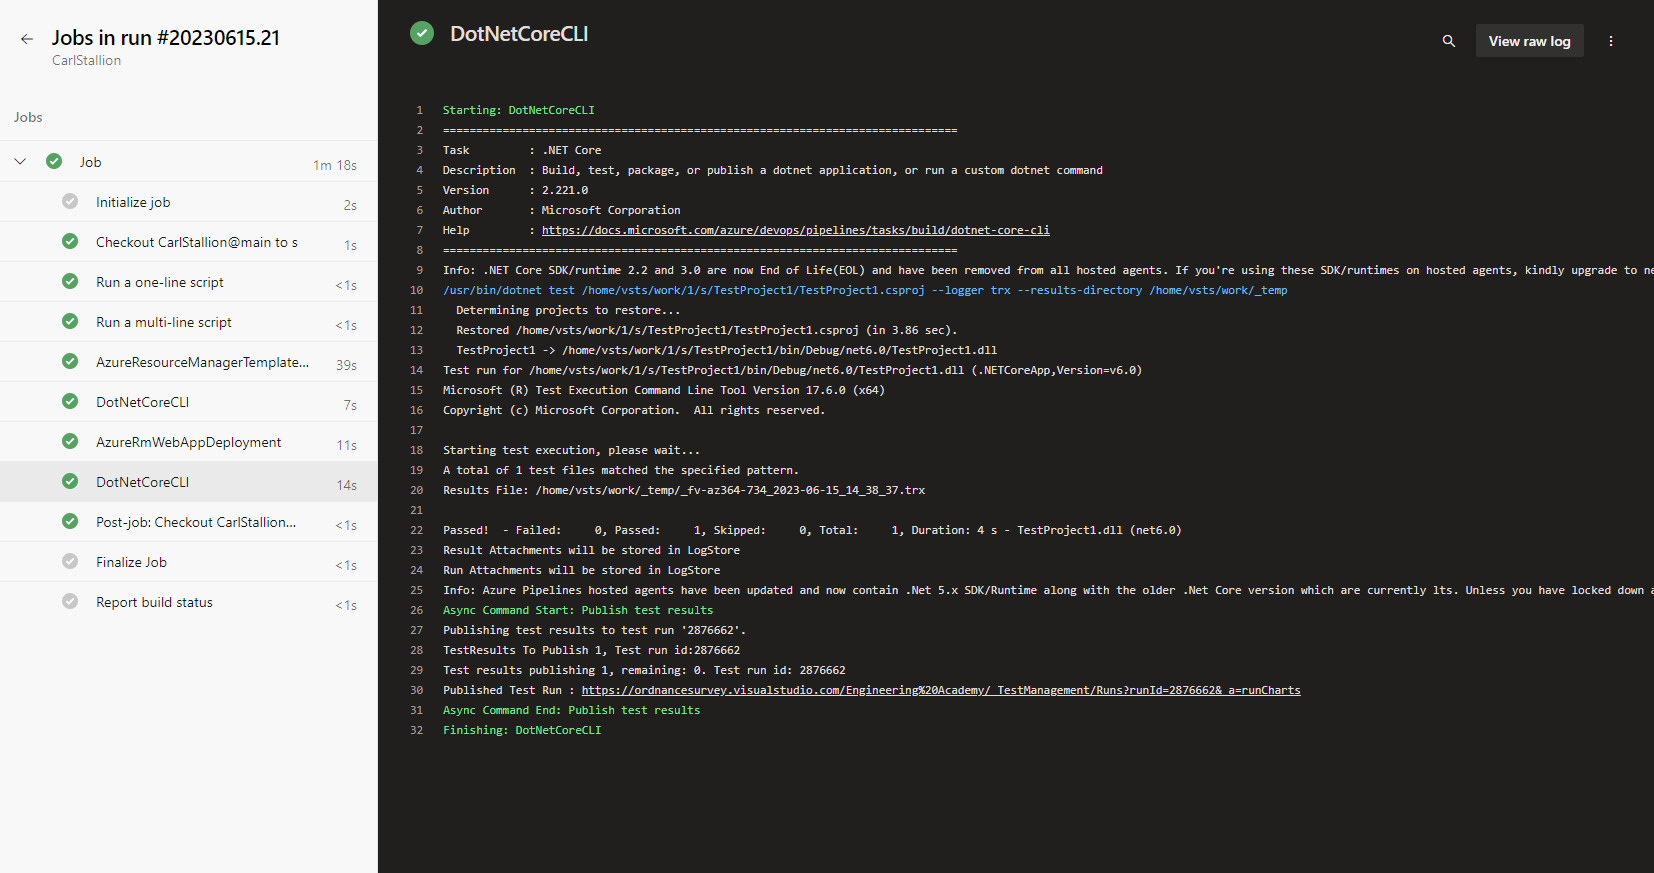 Jobs in run #20230615.21
CarlStallion
Jobs
Job 1m 18s
Initialize job 2s
Checkout CarlStallion@main to s 1s
Run a one-line script <1s
Run a multi-line script <1s
AzureResourceManagerTemplate... 39s
DotNetCoreCLI 7s
AzureRmWebAppDeployment 11s
DotNetCoreCLI 14s
Post-job: Checkout CarlStallion... <1s
Finalize Job <1s
Report build status <1s
DotNetCoreCLI
View raw log
1 Starting: DotNetCoreCLI
2 ==============================================================================
3 Task         : .NET Core
4 Description  : Build, test, package, or publish a dotnet application, or run a custom dotnet command
5 Version      : 2.221.0
6 Author       : Microsoft Corporation
7 Help         : https://docs.microsoft.com/azure/devops/pipelines/tasks/build/dotnet-core-cli
8 ==============================================================================
9 Info: .NET Core SDK/runtime 2.2 and 3.0 are now End of Life(EOL) and have been removed from all hosted agents. If you're using these SDK/runtimes on hosted agents, kindly upgrade to ne
10 /usr/bin/dotnet test /home/vsts/work/1/s/TestProject1/TestProject1.csproj --logger trx --results-directory /home/vsts/work/_temp
11   Determining projects to restore...
12   Restored /home/vsts/work/1/s/TestProject1/TestProject1.csproj (in 3.86 sec).
13   TestProject1 -> /home/vsts/work/1/s/TestProject1/bin/Debug/net6.0/TestProject1.dll
14 Test run for /home/vsts/work/1/s/TestProject1/bin/Debug/net6.0/TestProject1.dll (.NETCoreApp,Version=v6.0)
15 Microsoft (R) Test Execution Command Line Tool Version 17.6.0 (x64)
16 Copyright (c) Microsoft Corporation.  All rights reserved.
17
18 Starting test execution, please wait...
19 A total of 1 test files matched the specified pattern.
20 Results File: /home/vsts/work/_temp/_fv-az364-734_2023-06-15_14_38_37.trx
21
22 Passed!  - Failed:     0, Passed:     1, Skipped:     0, Total:     1, Duration: 4 s - TestProject1.dll (net6.0)
23 Result Attachments will be stored in LogStore
24 Run Attachments will be stored in LogStore
25 Info: Azure Pipelines hosted agents have been updated and now contain .Net 5.x SDK/Runtime along with the older .Net Core version which are currently lts. Unless you have locked down a
26 Async Command Start: Publish test results
27 Publishing test results to test run '2876662'.
28 TestResults To Publish 1, Test run id:2876662
29 Test results publishing 1, remaining: 0. Test run id: 2876662
30 Published Test Run : https://ordnancesurvey.visualstudio.com/Engineering%20Academy/_TestManagement/Runs?runId=2876662&_a=runCharts
31 Async Command End: Publish test results
32 Finishing: DotNetCoreCLI